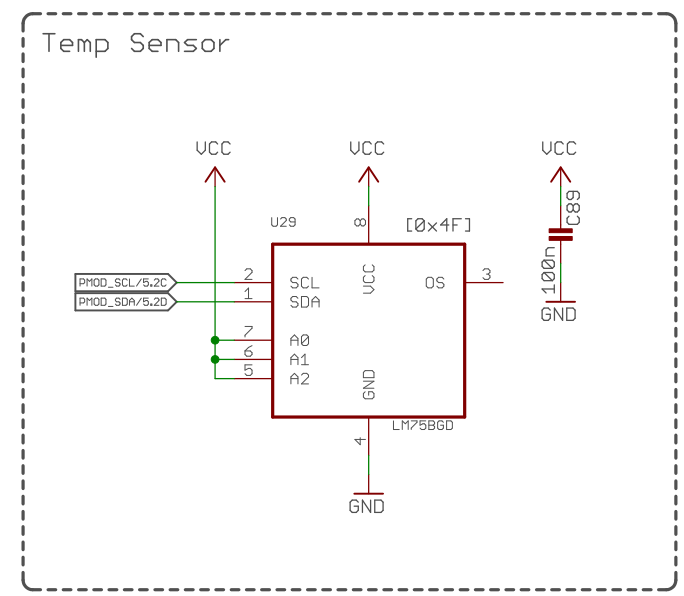 Temp Sensor
VCC
VCC
VCC
U29
8
[0x4F]
C89
100n
PMOD_SCL/5.2C
2
SCL
VCC
OS
3
PMOD_SDA/5.2D
1
SDA
GND
7
A0
6
A1
5
A2
GND
LM75BGD
4
GND